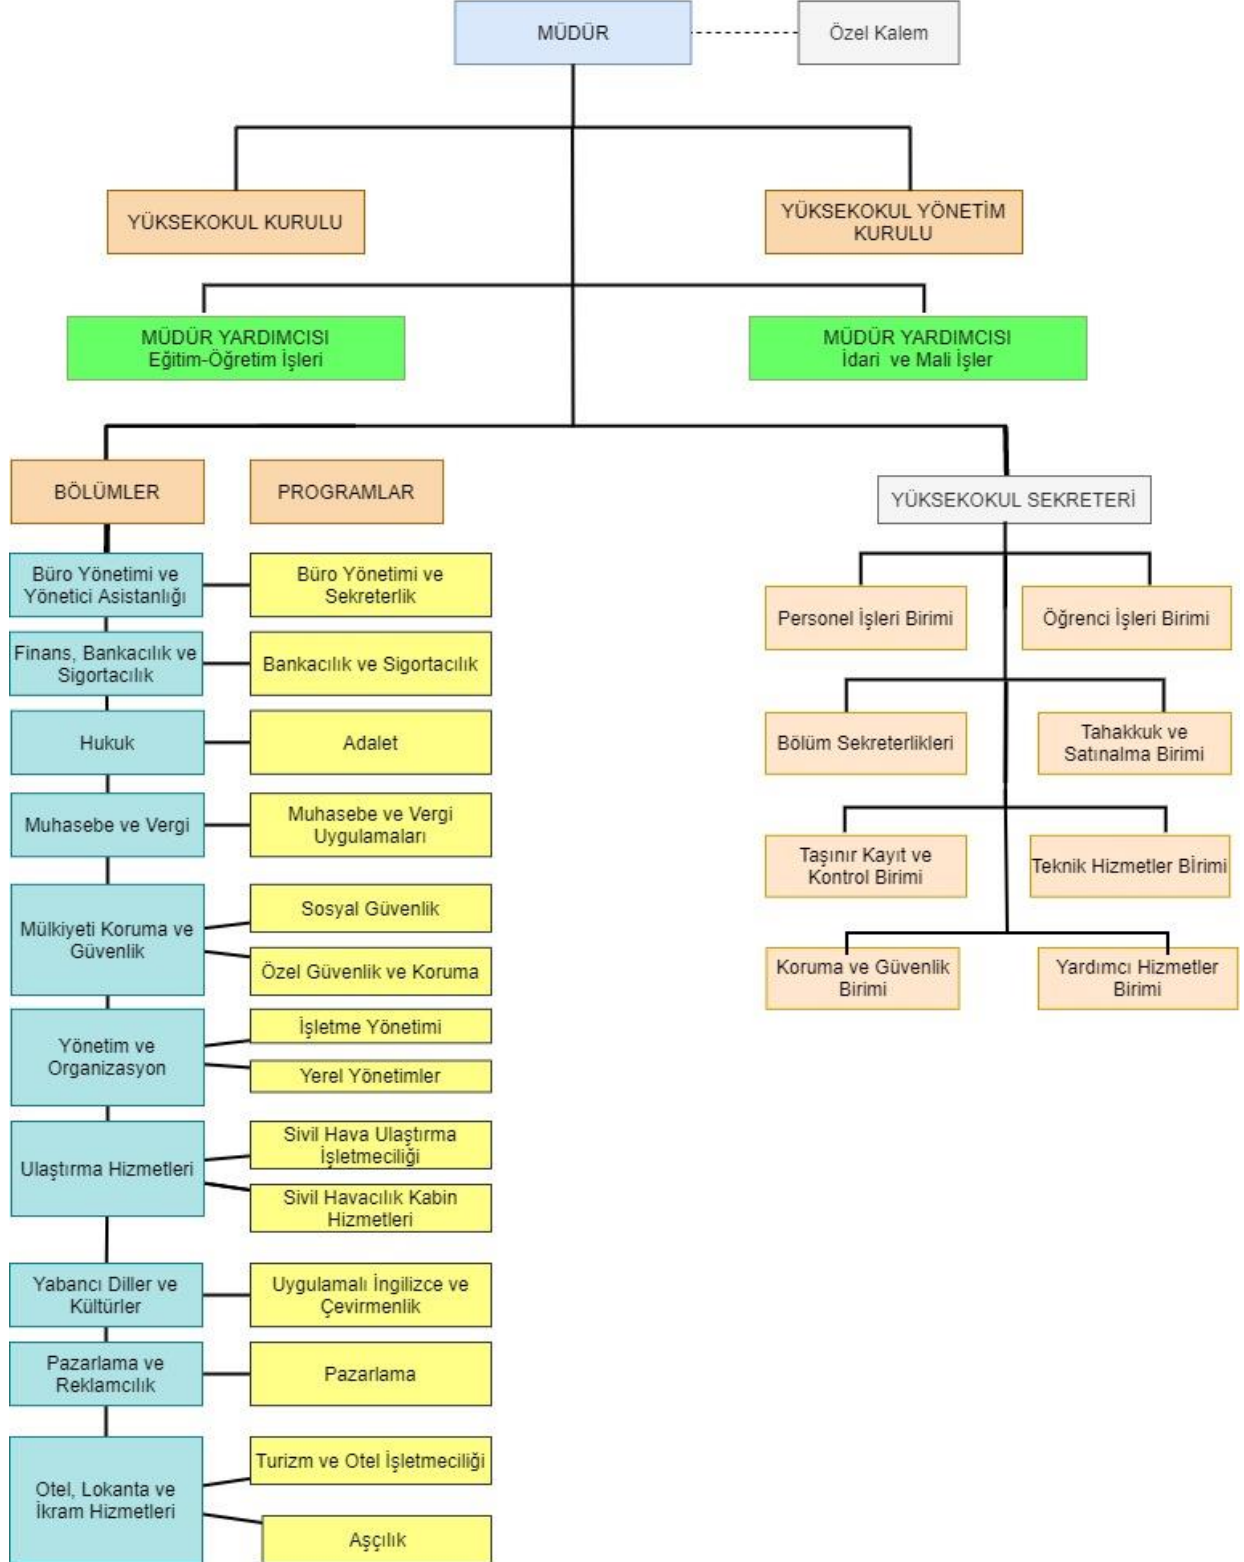 MÜDÜR
Özel Kalem
YÜKSEKOKUL KURULU
YÜKSEKOKUL YÖNETİM
KURULU
MÜDÜR YARDIMCISI
Eğitim-Öğretim İşleri
MÜDÜR YARDIMCISI
İdari ve Mali İşler
BÖLÜMLER
PROGRAMLAR
Büro Yönetimi ve
Yönetici Asistanlığı
Büro Yönetimi ve
Sekreterlik
Finans, Bankacılık ve
Sigortacılık
Bankacılık ve Sigortacılık
Hukuk
Adalet
Muhasebe ve Vergi
Muhasebe ve Vergi
Uygulamaları
Mülkiyeti Koruma ve
Güvenlik
Sosyal Güvenlik
Özel Güvenlik ve Koruma
Yönetim ve
Organizasyon
İşletme Yönetimi
Yerel Yönetimler
Ulaştırma Hizmetleri
Sivil Hava Ulaştırma
İşletmeciliği
Sivil Havacılık Kabin
Hizmetleri
Yabancı Diller ve
Kültürler
Uygulamalı İngilizce ve
Çevirmenlik
Pazarlama ve
Reklamcılık
Pazarlama
Otel, Lokanta ve
İkram Hizmetleri
Turizm ve Otel İşletmeciliği
Aşçılık
YÜKSEKOKUL SEKRETERİ
Personel İşleri Birimi
Öğrenci İşleri Birimi
Bölüm Sekreterlikleri
Tahakkuk ve
Satınalma Birimi
Taşınır Kayıt ve
Kontrol Birimi
Teknik Hizmetler Bİrimi
Koruma ve Güvenlik
Birimi
Yardımcı Hizmetler
Birimi